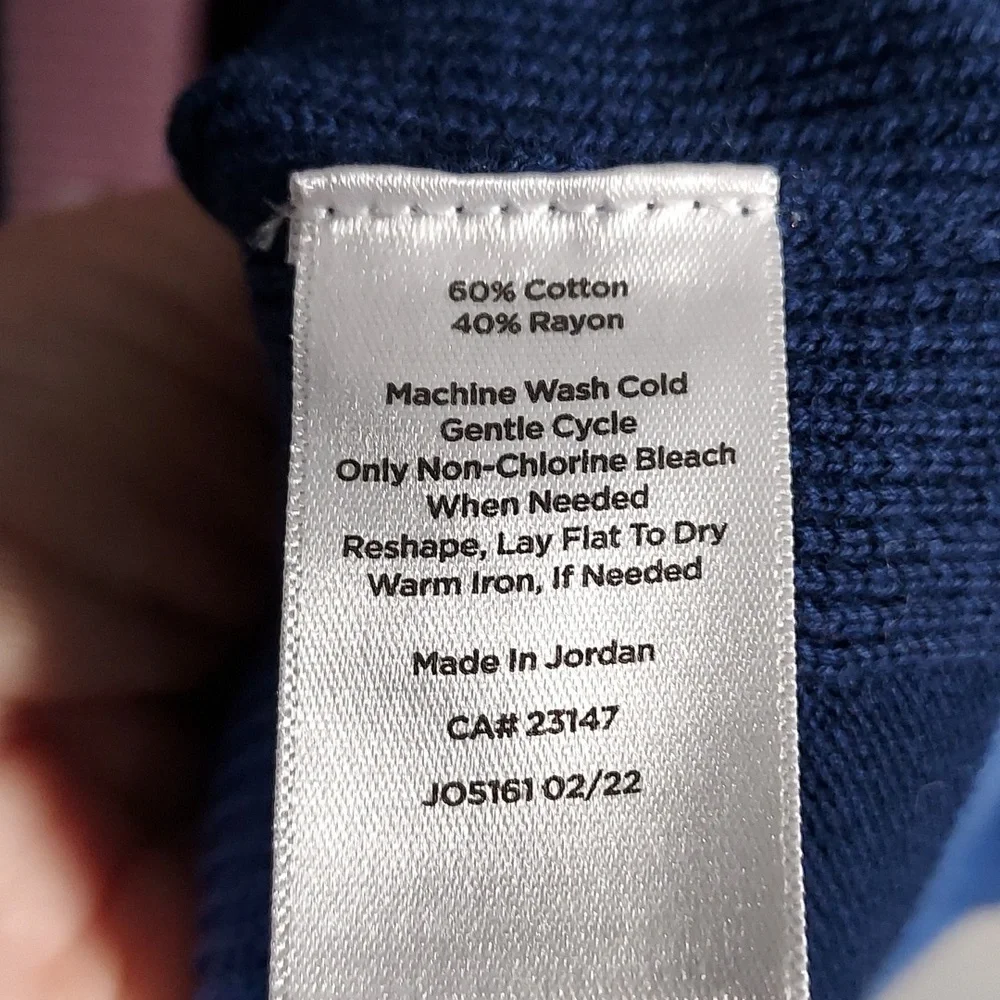 60% Cotton
40% Rayon
Machine Wash Cold
Gentle Cycle
Only Non-Chlorine Bleach
When Needed
Reshape, Lay Flat To Dry
Warm Iron, If Needed
Made In Jordan
CA# 23147
JO5161 02/22